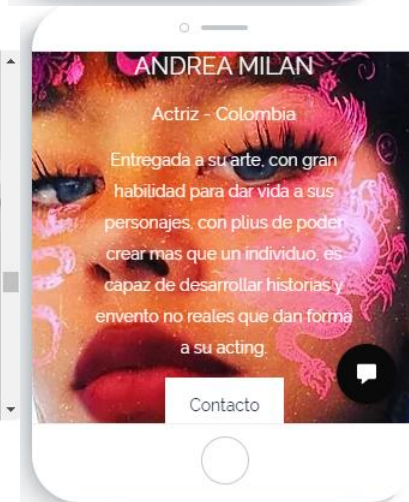 ANDREA MILAN
Actriz - Colombia
Entregada a su arte, con gran
habilidad para dar vida a sus
personajes, con plius de poder
crear mas que un individuo, es
capaz de desarrollar historias y
envento no reales que dan forma
a su acting.
Contacto